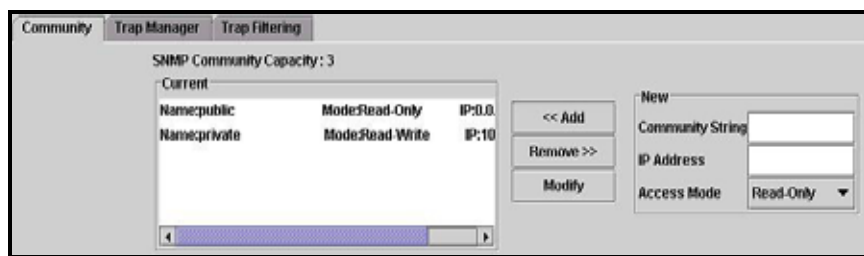 Community Trap Manager Trap Filtering
SNMP Community Capacity : 3
Current
Name:public Mode:Read-Only IP:0.0.
Name:private Mode:Read-Write IP:10
<< Add
Remove >>
Modify
New
Community String
IP Address
Access Mode Read-Only